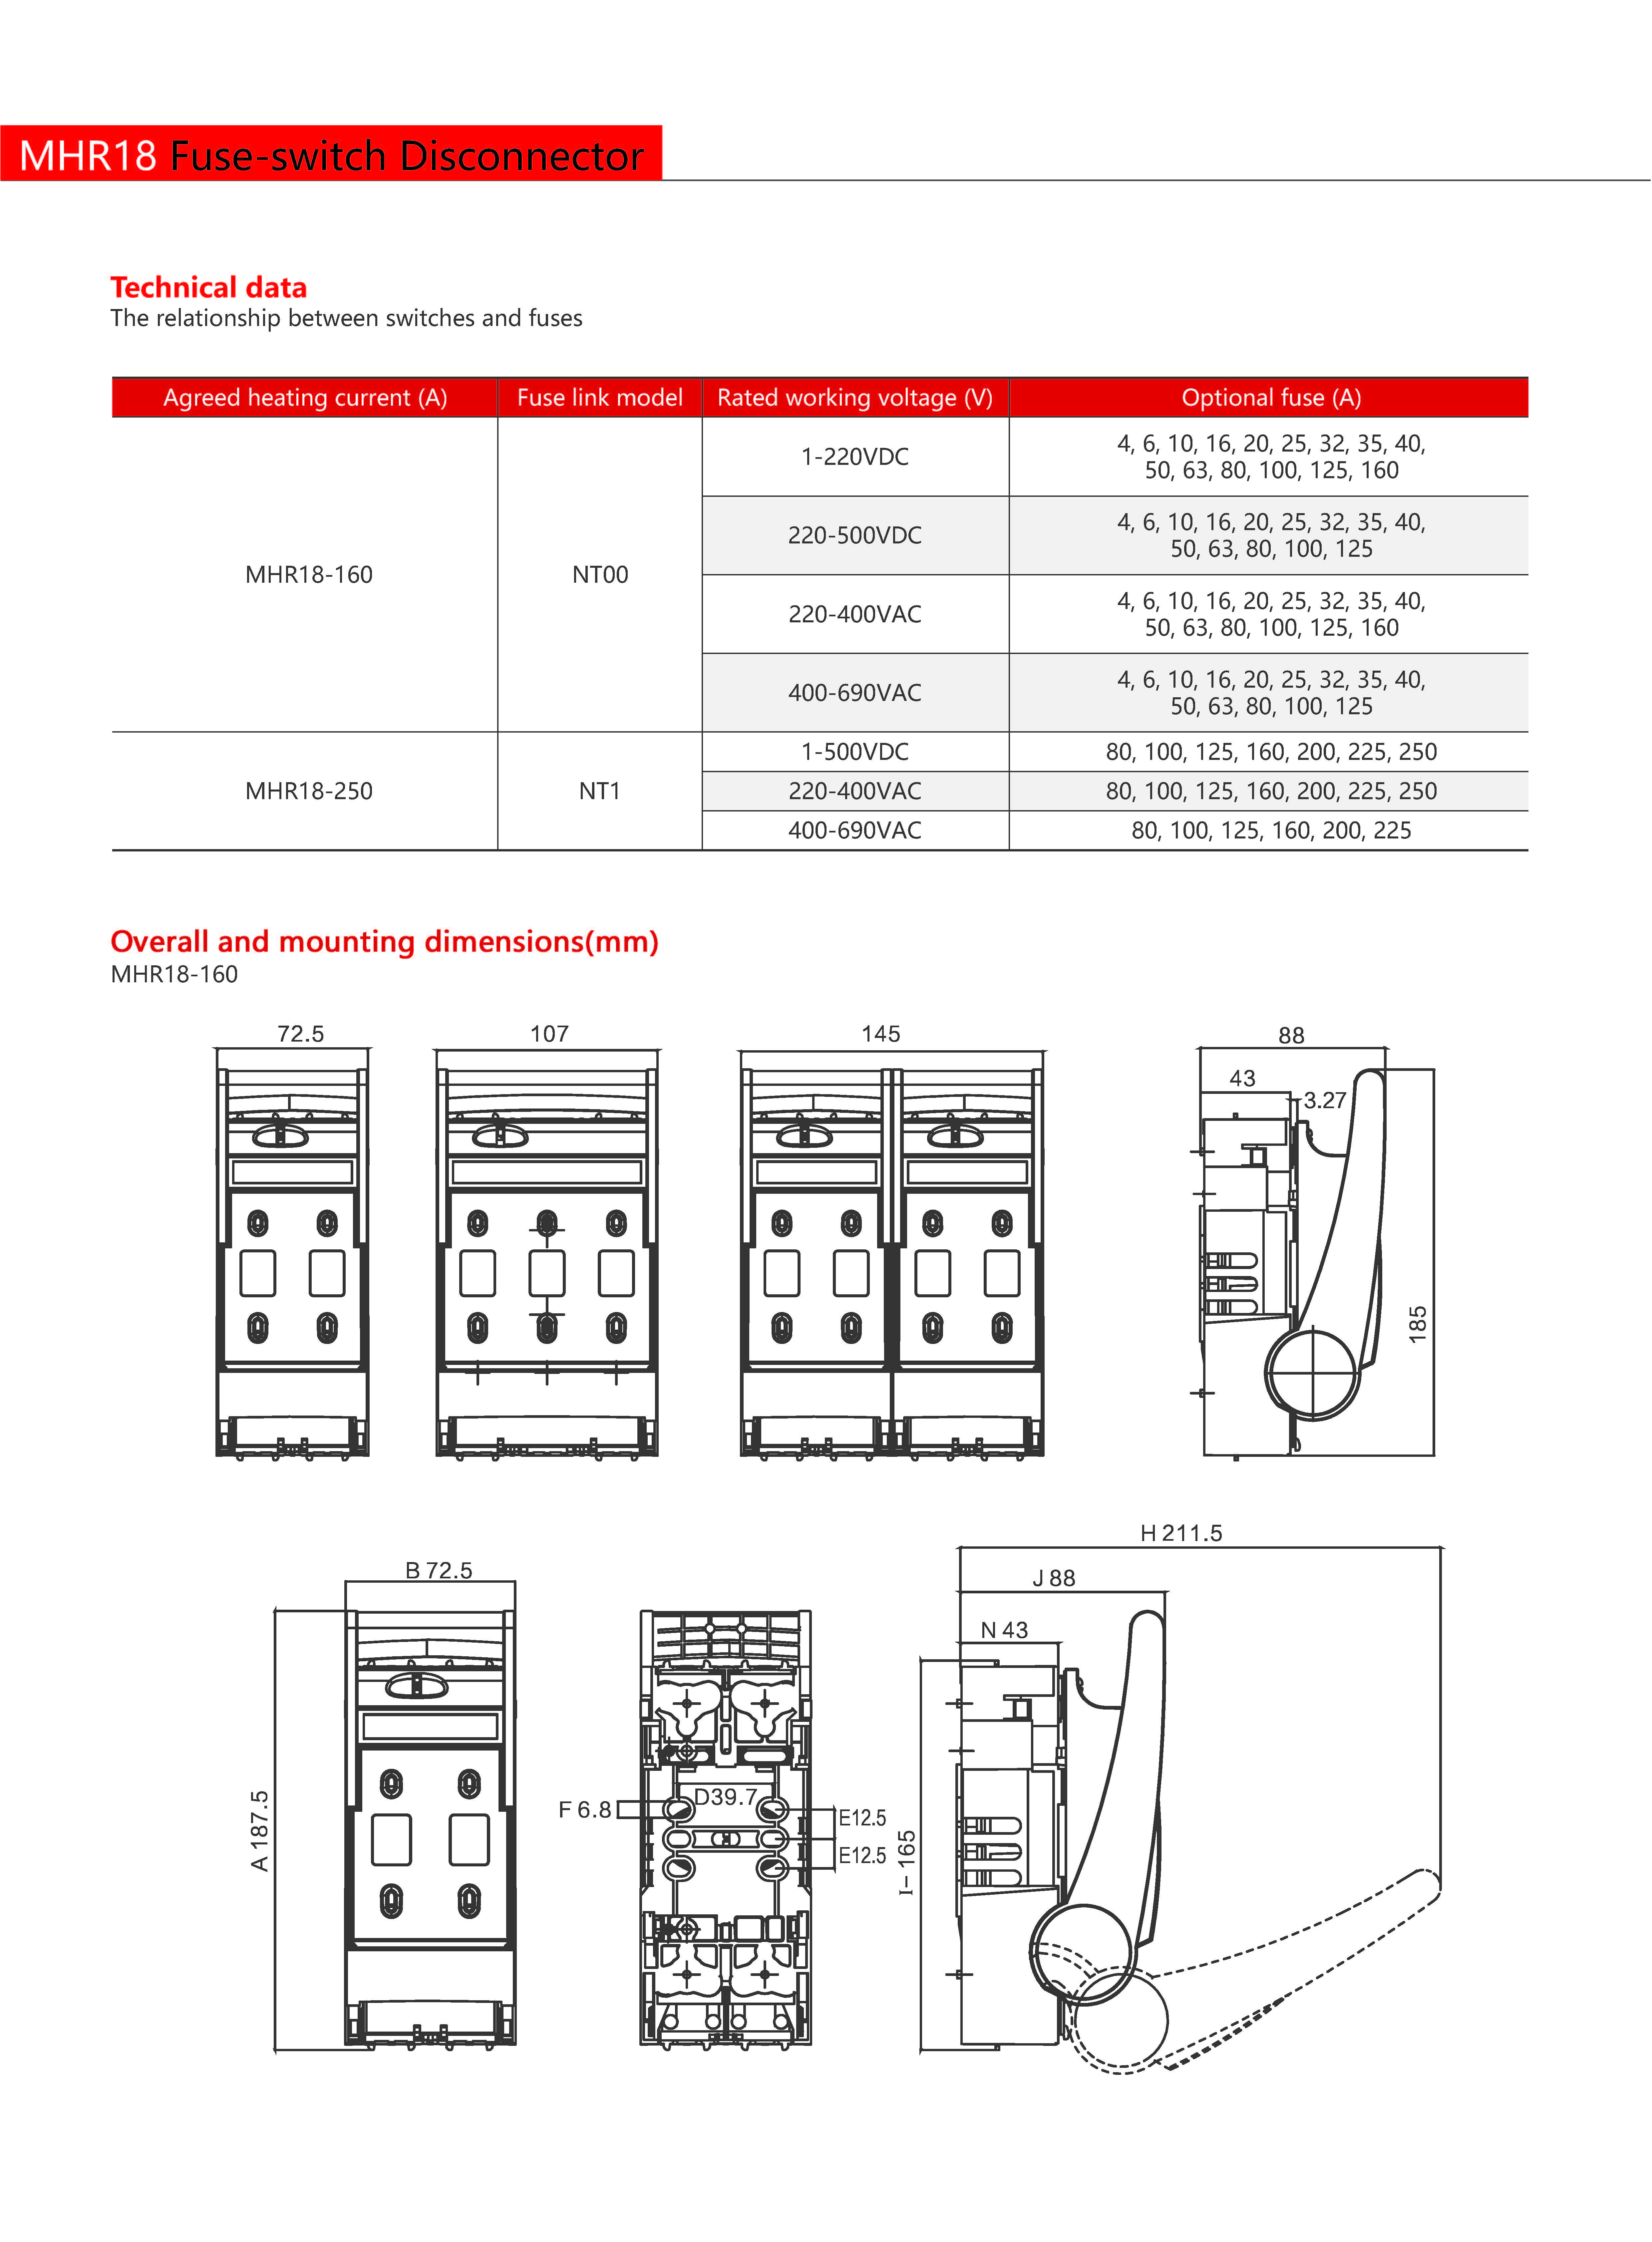 MHR18 Fuse-switch Disconnector
Technical data
The relationship between switches and fuses
Agreed heating current (A) Fuse link model Rated working voltage (V) Optional fuse (A)
MHR18-160 NT00 1-220VDC 4, 6, 10, 16, 20, 25, 32, 35, 40,
50, 63, 80, 100, 125, 160
220-500VDC 4, 6, 10, 16, 20, 25, 32, 35, 40,
50, 63, 80, 100, 125
220-400VAC 4, 6, 10, 16, 20, 25, 32, 35, 40,
50, 63, 80, 100, 125, 160
400-690VAC 4, 6, 10, 16, 20, 25, 32, 35, 40,
50, 63, 80, 100, 125
MHR18-250 NT1 1-500VDC 80, 100, 125, 160, 200, 225, 250
220-400VAC 80, 100, 125, 160, 200, 225, 250
400-690VAC 80, 100, 125, 160, 200, 225
Overall and mounting dimensions(mm)
MHR18-160
72.5
107
145
88
43
3.27
185
B 72.5
A 187.5
F 6.8
D39.7
E12.5
E12.5
H 211.5
J 88
N 43
I- 165